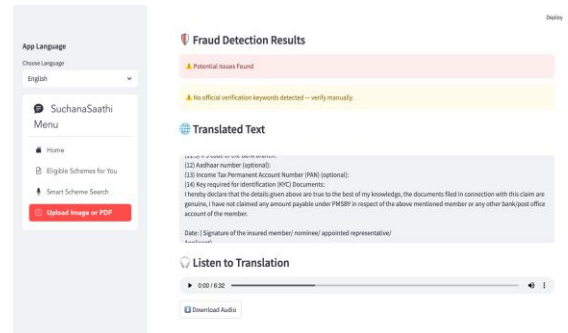 Deploy
App Language
Choose Language
English
SuchanaSaathi
Menu
Home
Eligible Schemes for You
Smart Scheme Search
Upload Image or PDF
Fraud Detection Results
Potential Issues Found
No official verification keywords detected — verify manually.
Translated Text
(12) Aadhaar number (optional):
(13) Income Tax Permanent Account Number (PAN) (optional):
(14) Key required for identification (KYC) Documents:
I hereby declare that the details given above are true to the best of my knowledge, the documents filed in connection with this claim are
genuine, I have not claimed any amount payable under PMSBY in respect of the above mentioned member or any other bank/post office
account of the member.
Date: ( Signature of the insured member/ nominee/ appointed representative/
Listen to Translation
0:00 / 6:32
Download Audio